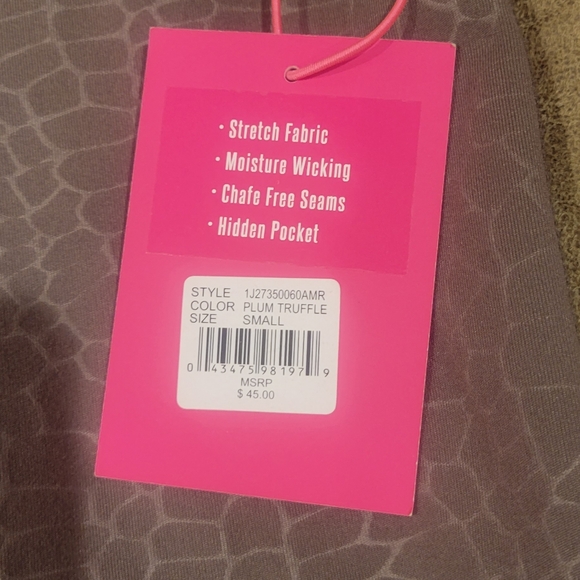 • Stretch Fabric
• Moisture Wicking
• Chafe Free Seams
• Hidden Pocket
STYLE 1J27350060AMR
COLOR PLUM TRUFFLE
SIZE SMALL
0 43475 98197 9
MSRP
$ 45.00